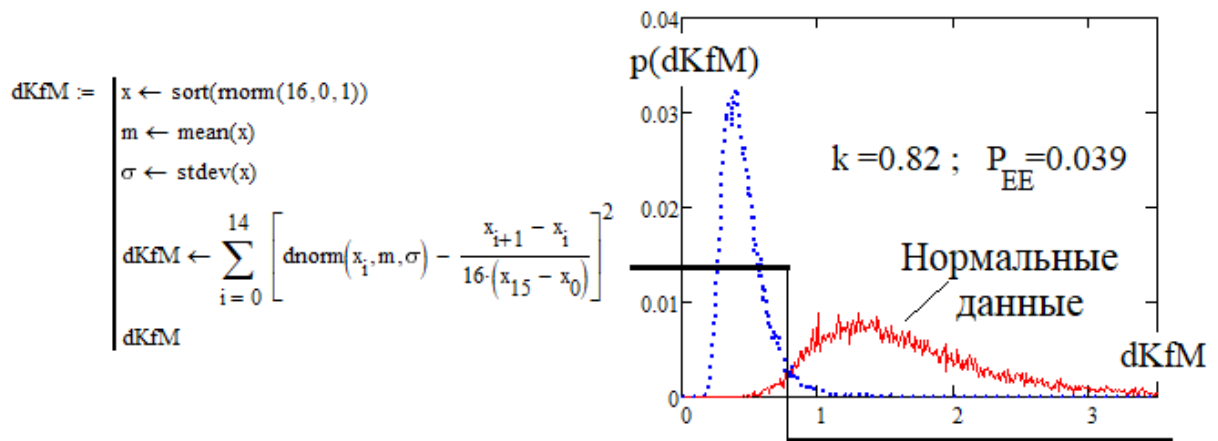 dKfM := x ← sort(rnorm(16, 0, 1))
m ← mean(x)
σ ← stdev(x)
dKfM ← ∑ i = 0 14 [dnorm(x_i, m, σ) − (x_{i+1} − x_i) / (16·(x_15 − x_0))]^2
dKfM
0.04
p(dKfM)
0.03
k =0.82 ; P_EE=0.039
0.02
Нормальные
данные
0.01
dKfM
0
0 1 2 3